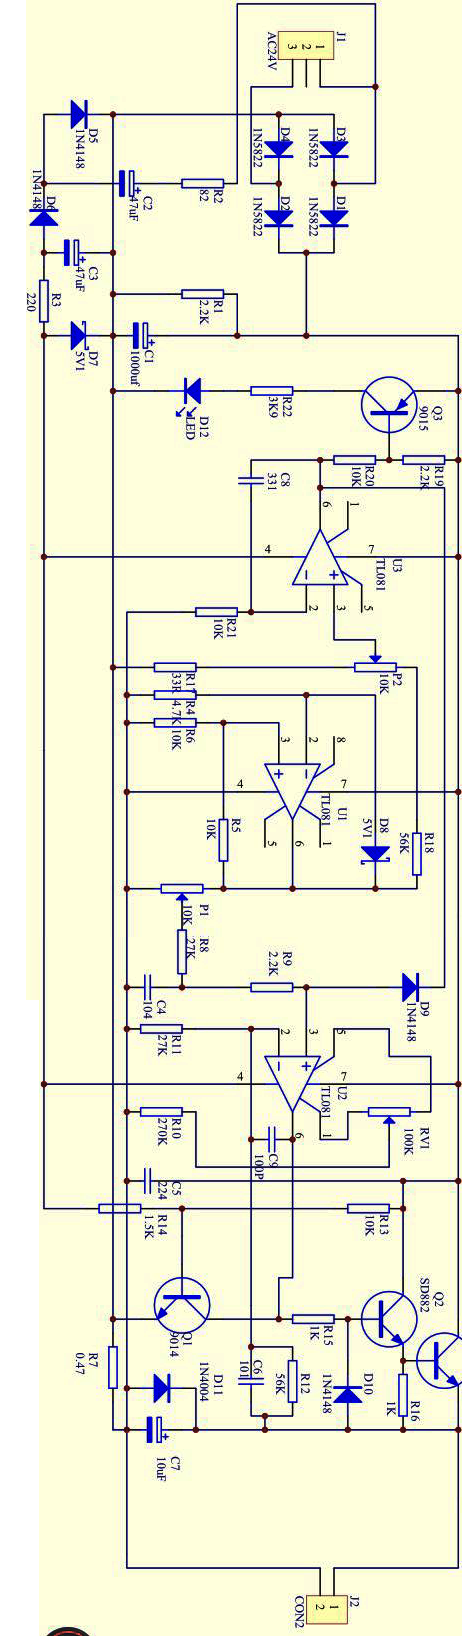 J1
1
2
3
AC24V
D3
1N5822
D4
1N5822
D1
1N5822
D2
1N5822
D5
1N4148
R2
82
C2
47uF
D6
1N4148
C3
47uF
R1
2.2K
R3
220
D7
5V1
C1
1000uf
R22
3K9
D12
LED
Q3
9015
R19
2.2K
R20
10K
C8
331
U3
TL081
1
6
7
4
5
3
2
R21
10K
P2
10K
R17
33K
R4
4.7K
R6
10K
8
2
3
7
4
U1
TL081
1
6
5
D8
5V1
R18
56K
R5
10K
P1
10K
R8
27K
R9
2.2K
D9
1N4148
C4
104
R11
27K
5
3
2
7
4
U2
TL081
1
6
RV1
100K
R10
270K
C9
100P
C5
224
R13
10K
R14
1.5K
Q1
9014
Q2
SD882
R15
1K
R7
0.47
D11
1N4004
C6
101
R12
56K
D10
1N4148
R16
1K
C7
10uF
J2
1
2
CON2